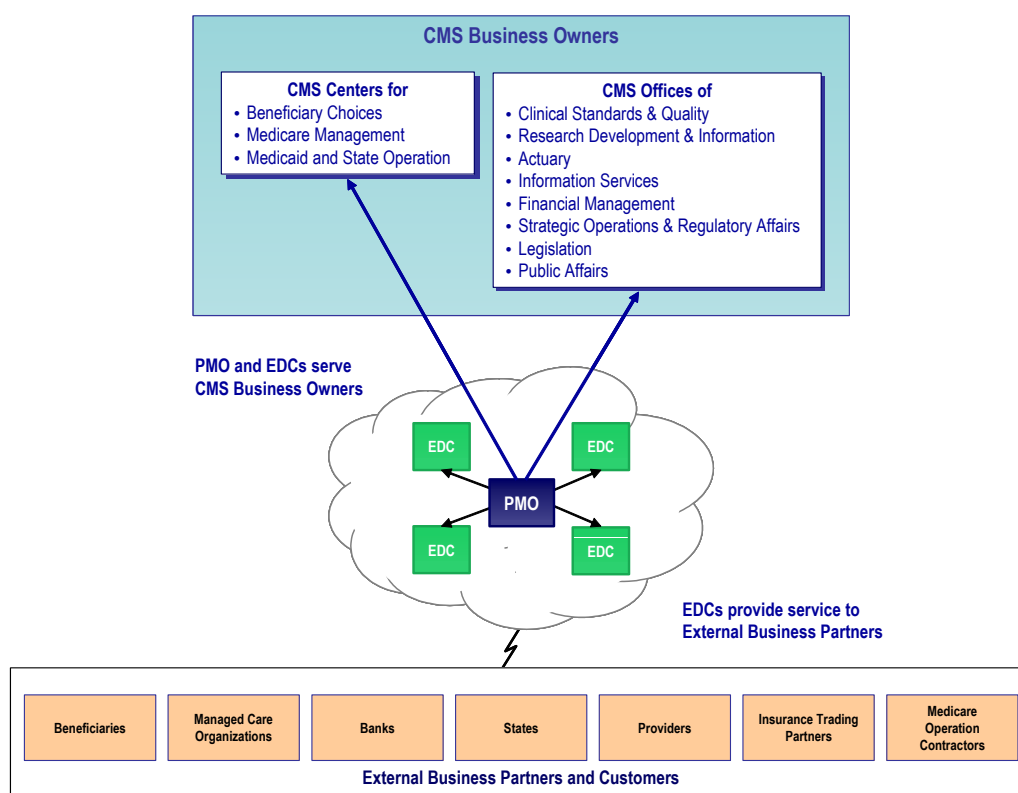 CMS Business Owners
CMS Centers for
• Beneficiary Choices
• Medicare Management
• Medicaid and State Operation
CMS Offices of
• Clinical Standards & Quality
• Research Development & Information
• Actuary
• Information Services
• Financial Management
• Strategic Operations & Regulatory Affairs
• Legislation
• Public Affairs
PMO and EDCs serve
CMS Business Owners
EDC
EDC
PMO
EDC
EDC
EDCs provide service to
External Business Partners
Beneficiaries
Managed Care
Organizations
Banks
States
Providers
Insurance Trading
Partners
Medicare
Operation
Contractors
External Business Partners and Customers